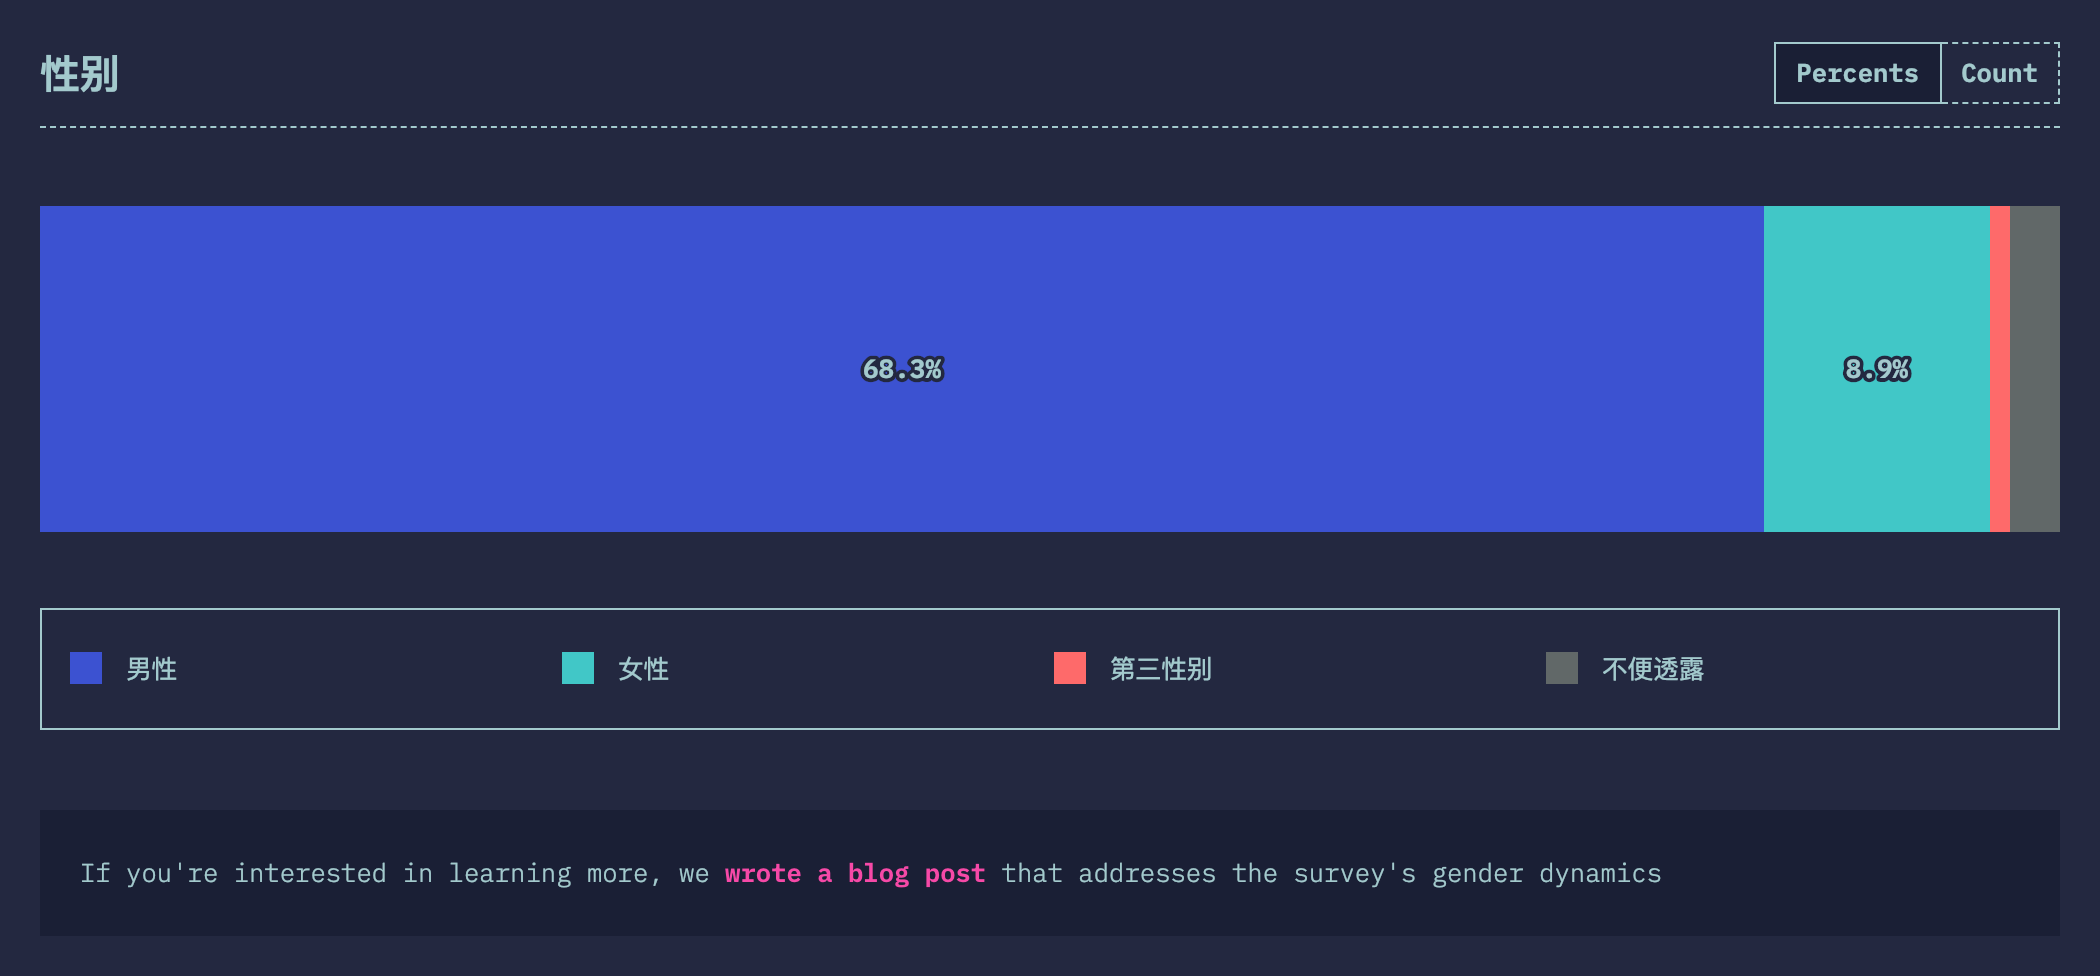 性别
Percents Count
68.3% 8.9%
男性 女性 第三性别 不便透露
If you're interested in learning more, we wrote a blog post that addresses the survey's gender dynamics